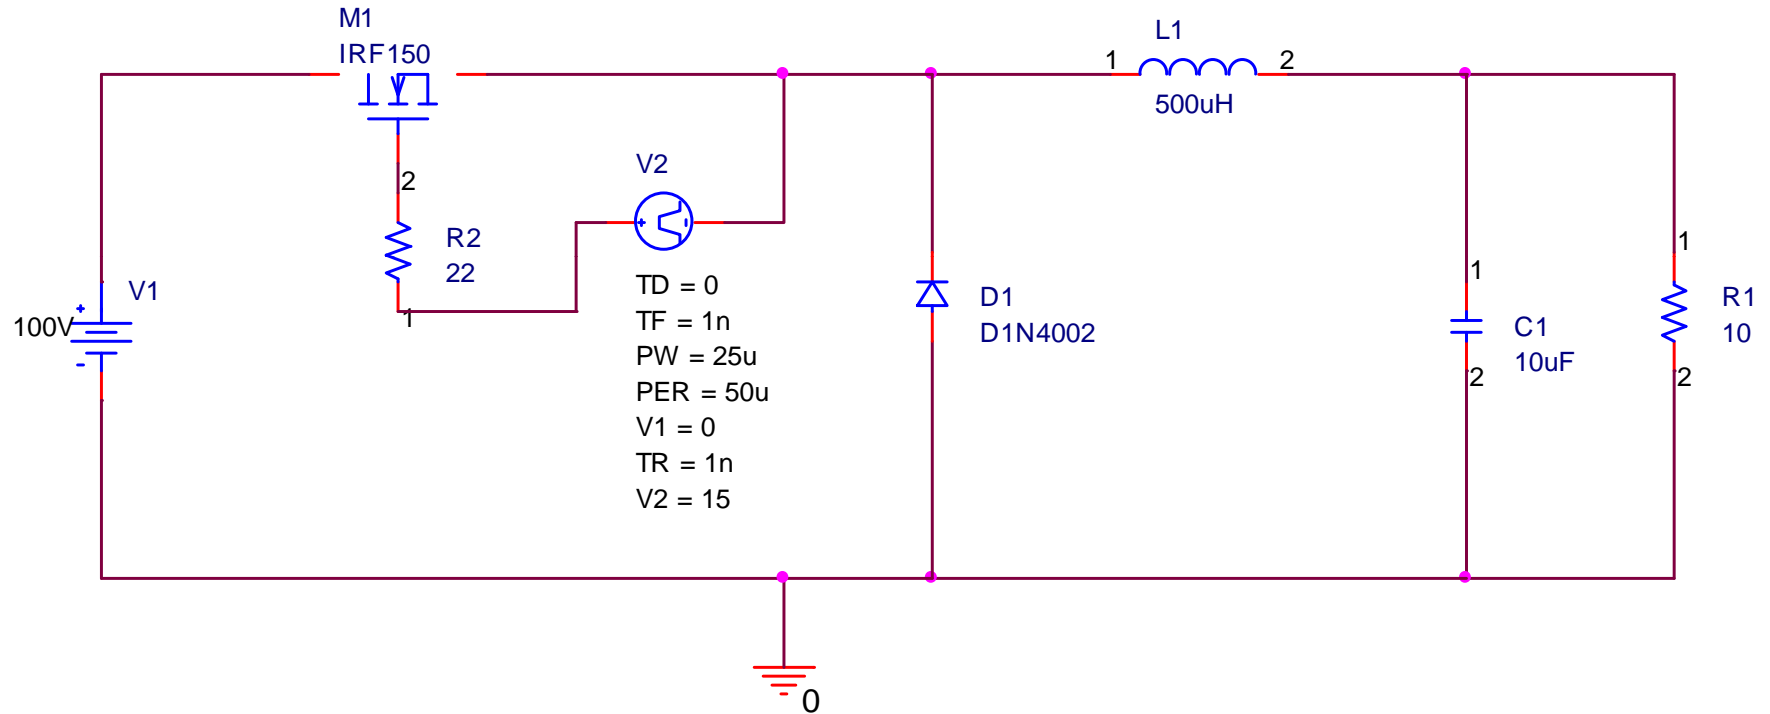 M1
IRF150
L1
1
2
500uH
V2
2
R2
22
1
TD = 0
TF = 1n
PW = 25u
PER = 50u
V1 = 0
TR = 1n
V2 = 15
V1
100V
D1
D1N4002
1
C1
10uF
2
1
R1
10
2
0